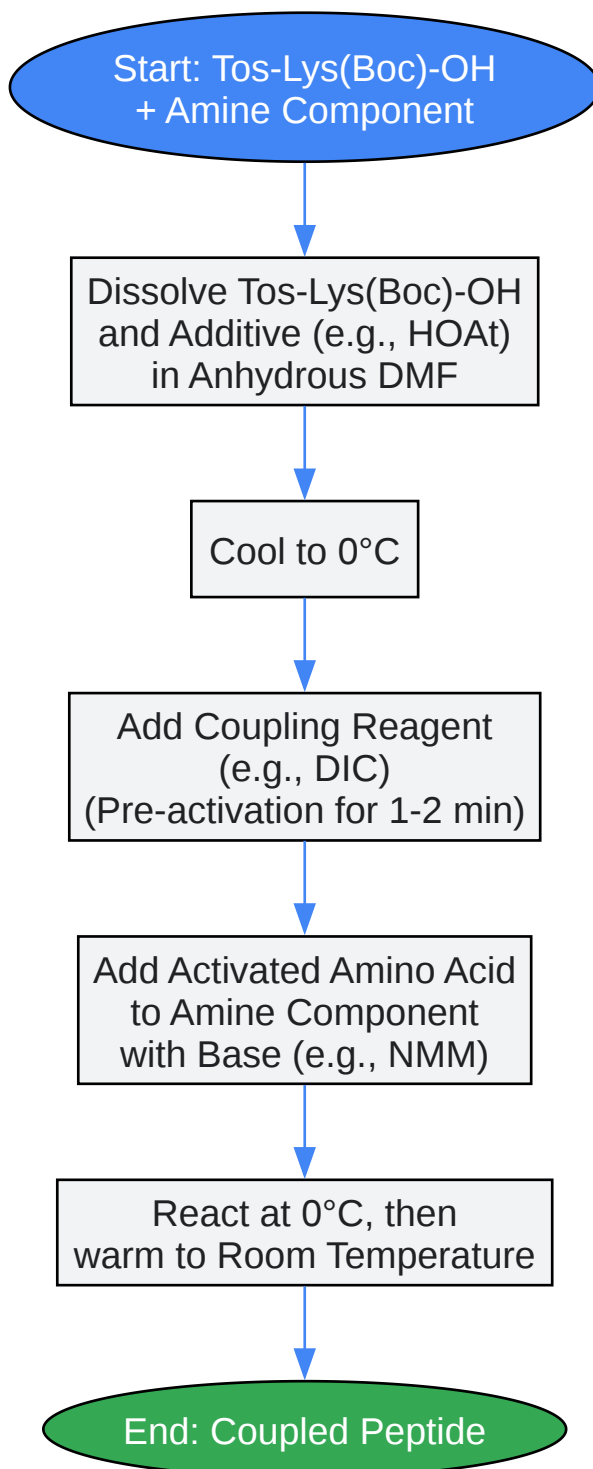 Start: Tos-Lys(Boc)-OH
+ Amine Component
Dissolve Tos-Lys(Boc)-OH
and Additive (e.g., HOAt)
in Anhydrous DMF
Cool to 0°C
Add Coupling Reagent
(e.g., DIC)
(Pre-activation for 1-2 min)
Add Activated Amino Acid
to Amine Component
with Base (e.g., NMM)
React at 0°C, then
warm to Room Temperature
End: Coupled Peptide